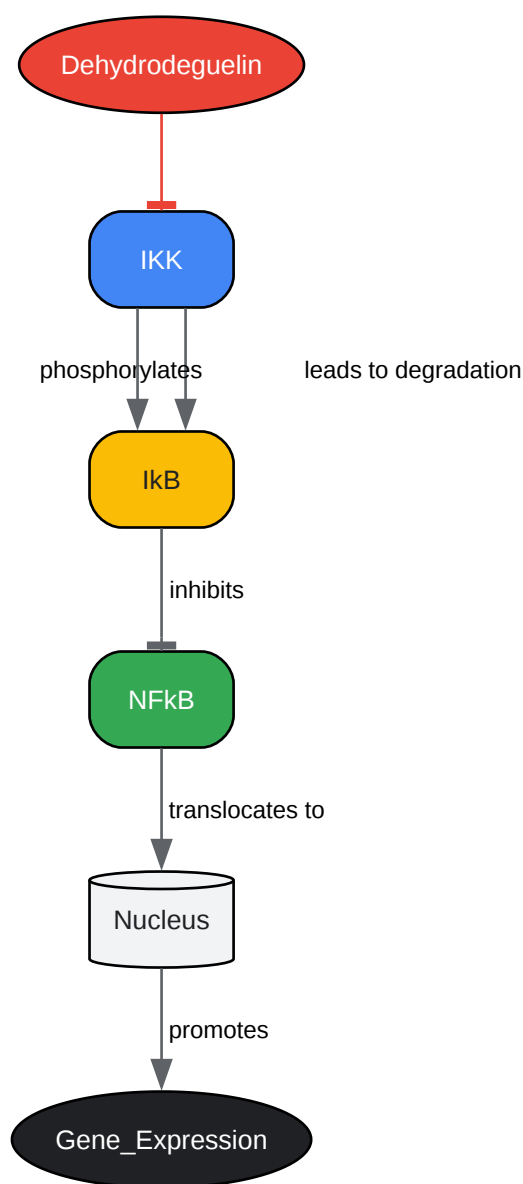 Dehydrodeguelin
IKK
phosphorylates
leads to degradation
IkB
inhibits
NFkB
translocates to
Nucleus
promotes
Gene_Expression